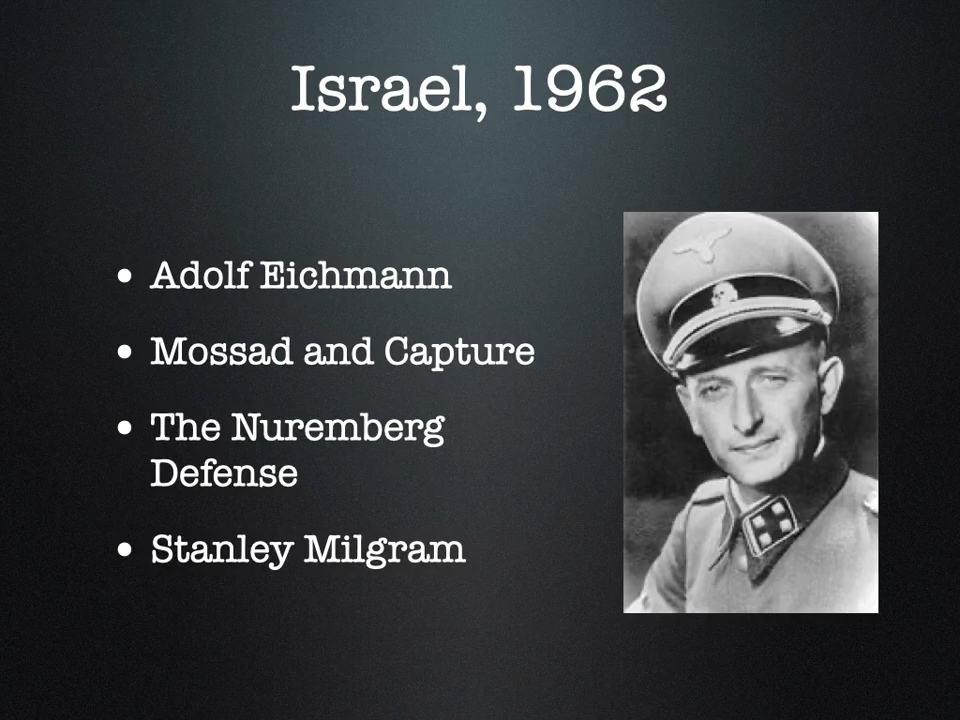 Israel, 1962
• Adolf Eichmann
• Mossad and Capture
• The Nuremberg
Defense
• Stanley Milgram